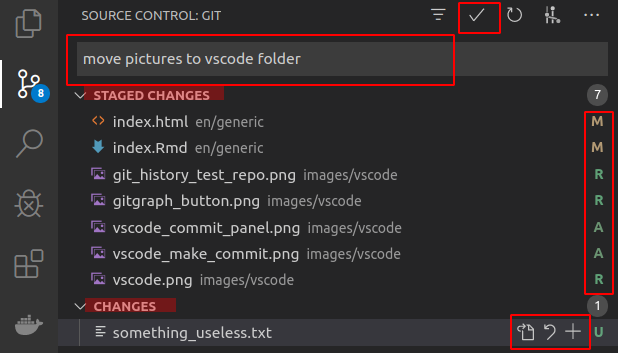 SOURCE CONTROL: GIT
move pictures to vscode folder
8
STAGED CHANGES 7
index.html en/generic M
index.Rmd en/generic M
git_history_test_repo.png images/vscode R
gitgraph_button.png images/vscode R
vscode_commit_panel.png images/vscode A
vscode_make_commit.png images/vscode A
vscode.png images/vscode R
CHANGES 1
something_useless.txt U